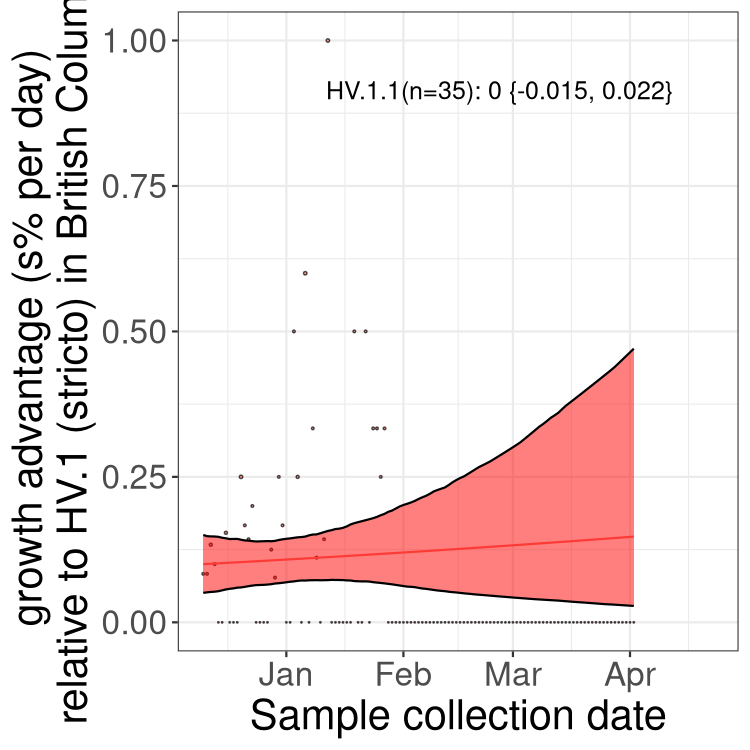 growth advantage (s% per day)
relative to HV.1 (stricto) in British Colum
1.00
0.75
0.50
0.25
0.00
HV.1.1(n=35): 0 {-0.015, 0.022}
Jan Feb Mar Apr
Sample collection date